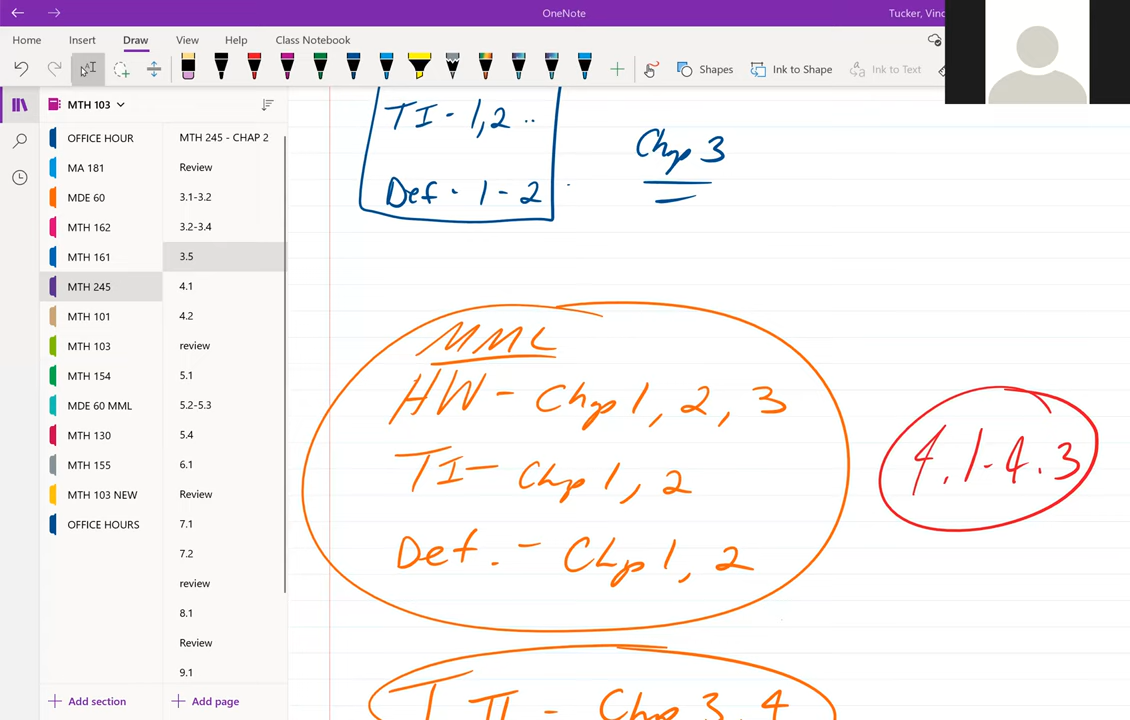 OneNote
Tucker, Vinc
Home Insert Draw View Help Class Notebook
Shapes Ink to Shape Ink to Text
MTH 103
OFFICE HOUR
MA 181
MDE 60
MTH 162
MTH 161
MTH 245
MTH 101
MTH 103
MTH 154
MDE 60 MML
MTH 130
MTH 155
MTH 103 NEW
OFFICE HOURS
Add section
MTH 245 - CHAP 2
Review
3.1-3.2
3.2-3.4
3.5
4.1
4.2
review
5.1
5.2-5.3
5.4
6.1
Review
7.1
7.2
review
8.1
Review
9.1
Add page
TI - 1,2 ..
Def - 1 - 2
Chp 3
MML
HW - Chp 1, 2, 3
TI - Chp 1, 2
Def. - Chp 1, 2
4.1 - 4.3
Chp 3, 4